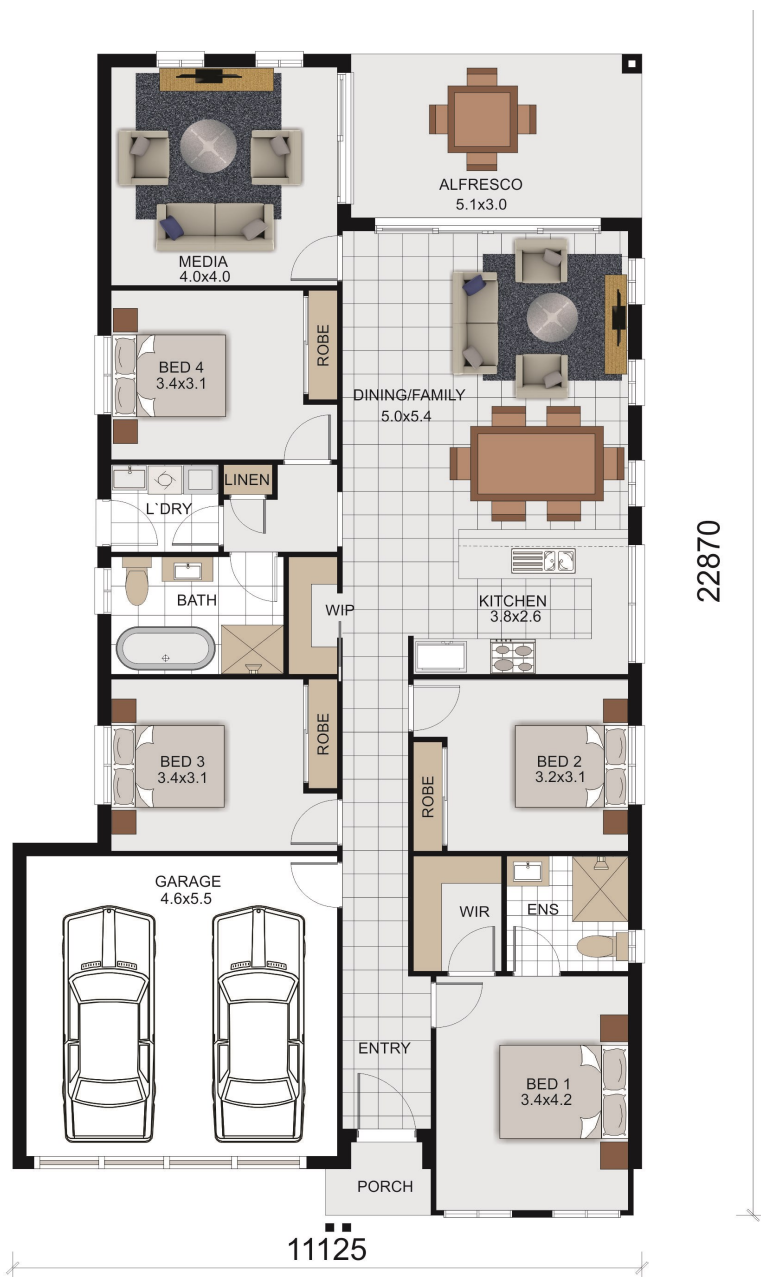 ALFRESCO
5.1x3.0
MEDIA
4.0x4.0
ROBE
BED 4
3.4x3.1
DINING/FAMILY
5.0x5.4
LINEN
L`DRY
22870
BATH
WIP
KITCHEN
3.8x2.6
ROBE
BED 3
3.4x3.1
BED 2
3.2x3.1
ROBE
GARAGE
4.6x5.5
WIR
ENS
ENTRY
BED 1
3.4x4.2
PORCH
11125